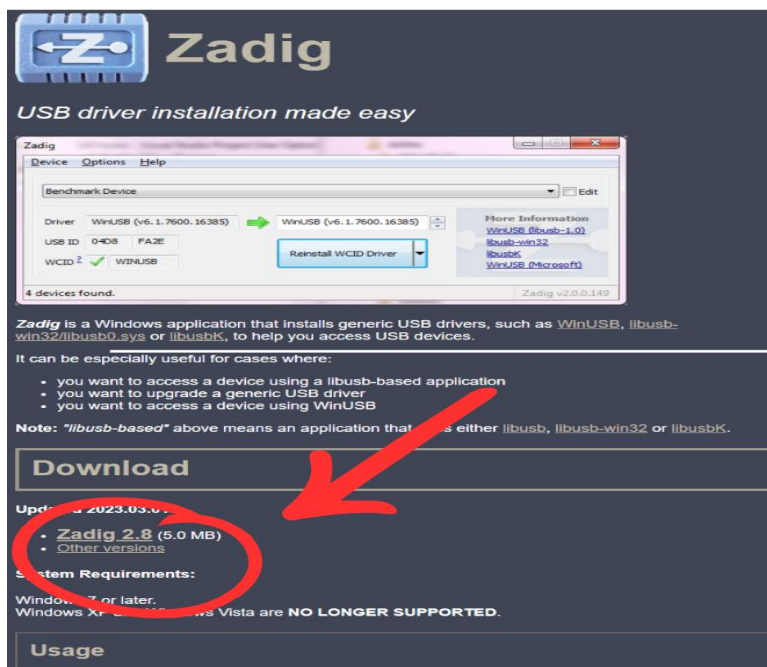 Zadig
USB driver installation made easy
Zadig
Device Options Help
Benchmark Device
Edit
Driver WinUSB (v6.1.7600.16385) WinUSB (v6.1.7600.16385)
USB ID 04D8 FA2E
WCID ? WINUSB
Reinstall WCID Driver
More Information
WinUSB (libusb-1.0)
libusb-win32
libusbK
WinUSB (Microsoft)
4 devices found.
Zadig v2.0.0.149
Zadig is a Windows application that installs generic USB drivers, such as WinUSB, libusb-
win32/libusb0.sys or libusbK, to help you access USB devices.
It can be especially useful for cases where:
• you want to access a device using a libusb-based application
• you want to upgrade a generic USB driver
• you want to access a device using WinUSB
Note: "libusb-based" above means an application that either libusb, libusb-win32 or libusbK.
Download
2023.03.
• Zadig 2.8 (5.0 MB)
• Other versions
System Requirements:
Windows 7 or later.
Windows Vista are NO LONGER SUPPORTED.
Usage